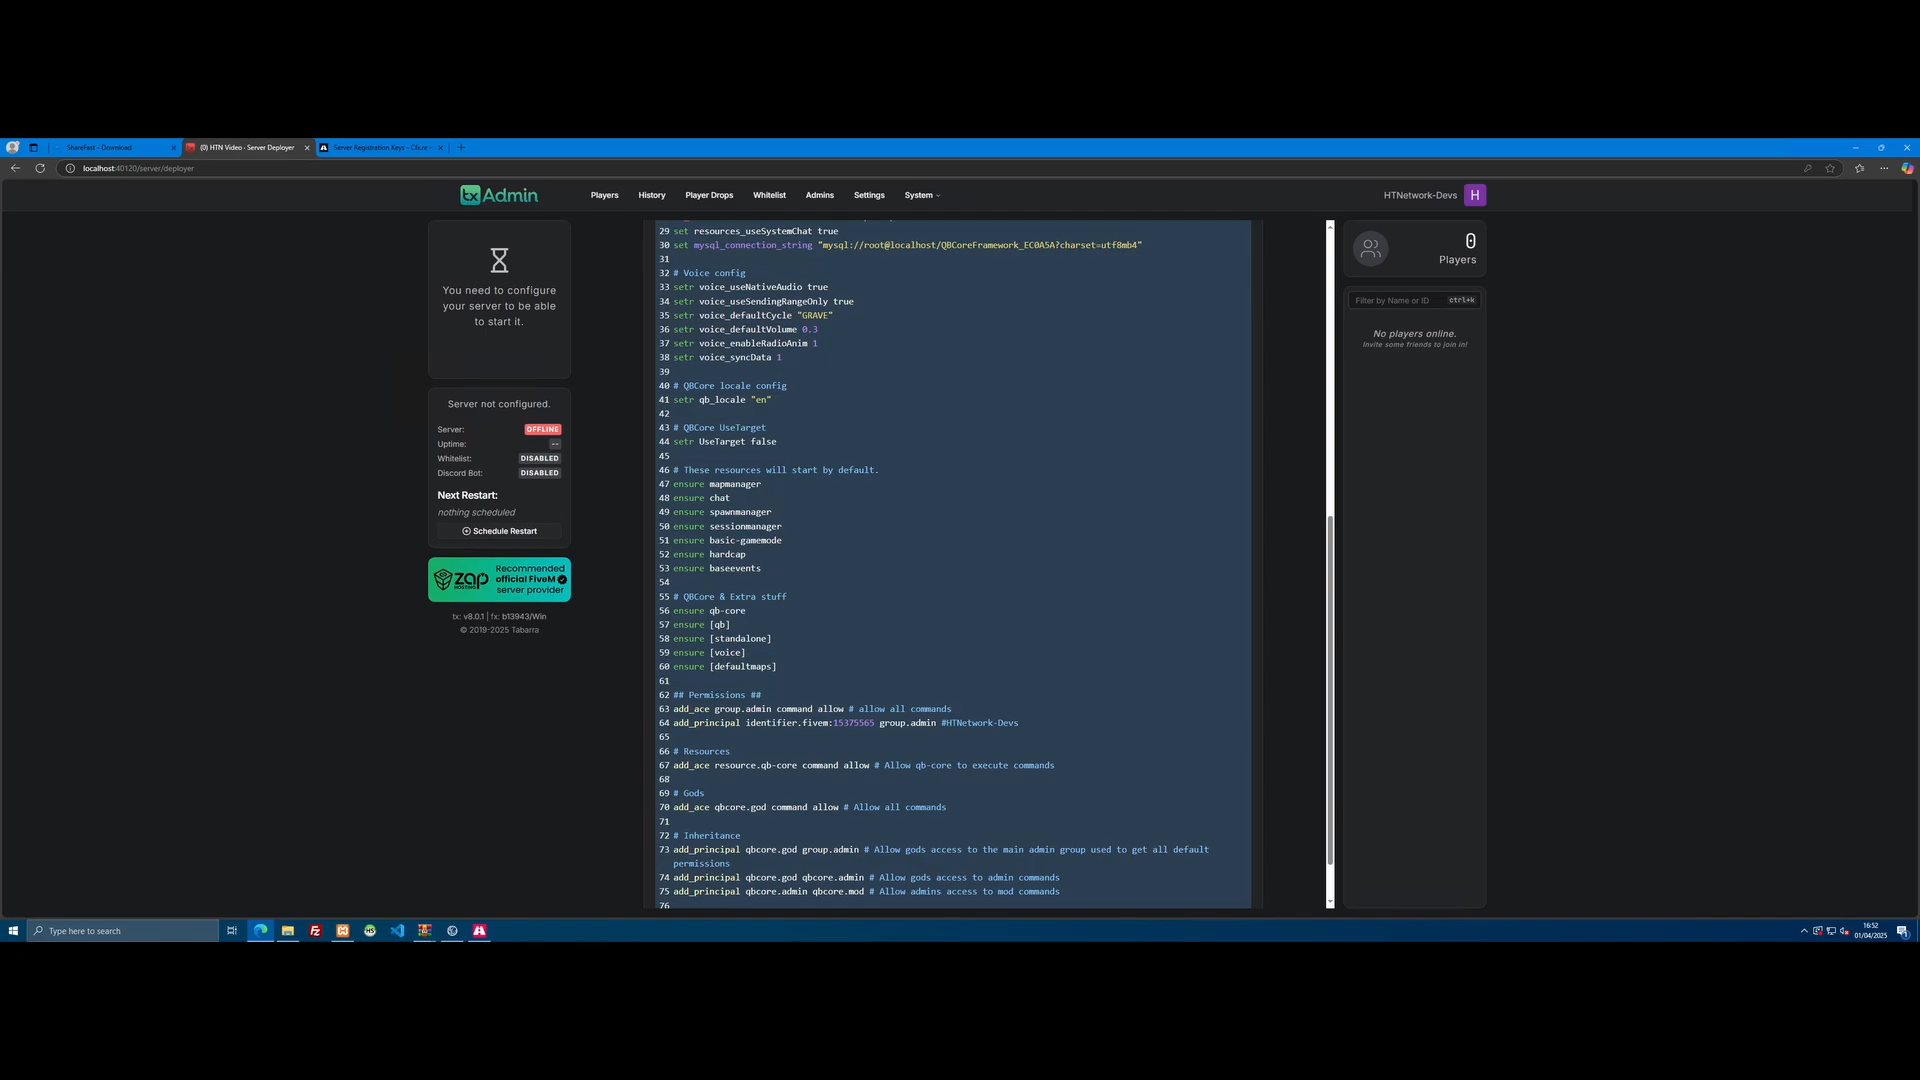 ShareFast - Download
(0) HTN Video - Server Deployer
Server Registration Keys - Cfx.re
localhost:40120/server/deployer
tx Admin
Players
History
Player Drops
Whitelist
Admins
Settings
System
HTNetwork-Devs
H
You need to configure
your server to be able
to start it.
Server not configured.
Server: OFFLINE
Uptime: --
Whitelist: DISABLED
Discord Bot: DISABLED
Next Restart:
nothing scheduled
Schedule Restart
ZAP HOSTING
Recommended
official FiveM
server provider
tx: v8.0.1 | fx: b13943/Win
© 2019-2025 Tabarra
29 set resources_useSystemChat true
30 set mysql_connection_string "mysql://root@localhost/QBCoreFramework_EC0A5A?charset=utf8mb4"
31
32 # Voice config
33 setr voice_useNativeAudio true
34 setr voice_useSendingRangeOnly true
35 setr voice_defaultCycle "GRAVE"
36 setr voice_defaultVolume 0.3
37 setr voice_enableRadioAnim 1
38 setr voice_syncData 1
39
40 # QBCore locale config
41 setr qb_locale "en"
42
43 # QBCore UseTarget
44 setr UseTarget false
45
46 # These resources will start by default.
47 ensure mapmanager
48 ensure chat
49 ensure spawnmanager
50 ensure sessionmanager
51 ensure basic-gamemode
52 ensure hardcap
53 ensure baseevents
54
55 # QBCore & Extra stuff
56 ensure qb-core
57 ensure [qb]
58 ensure [standalone]
59 ensure [voice]
60 ensure [defaultmaps]
61
62 ## Permissions ##
63 add_ace group.admin command allow # allow all commands
64 add_principal identifier.fivem:15375565 group.admin #HTNetwork-Devs
65
66 # Resources
67 add_ace resource.qb-core command allow # Allow qb-core to execute commands
68
69 # Gods
70 add_ace qbcore.god command allow # Allow all commands
71
72 # Inheritance
73 add_principal qbcore.god group.admin # Allow gods access to the main admin group used to get all default
permissions
74 add_principal qbcore.god qbcore.admin # Allow gods access to admin commands
75 add_principal qbcore.admin qbcore.mod # Allow admins access to mod commands
76
0
Players
Filter by Name or ID ctrl+k
No players online.
Invite some friends to join in!
Type here to search
16:52
01/04/2025